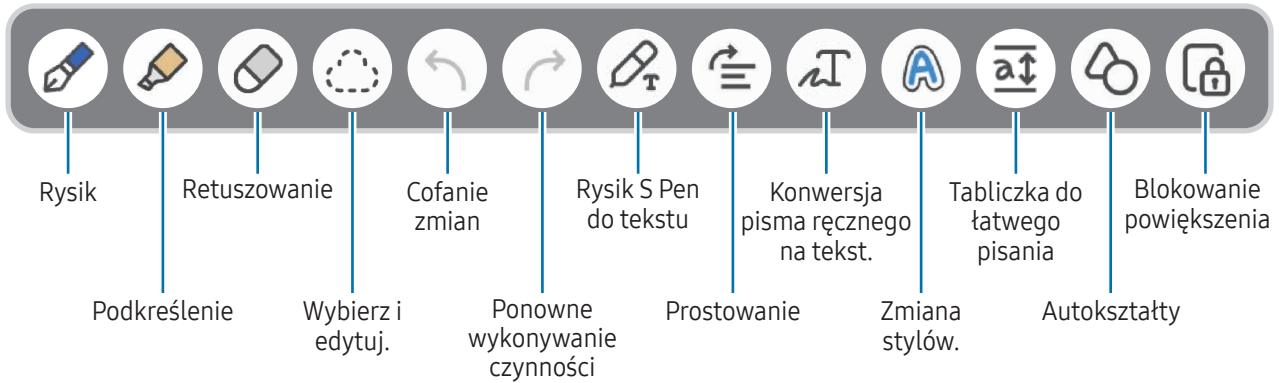 Rysik
Retuszowanie
Cofanie
zmian
Rysik S Pen
do tekstu
Konwersja
pisma ręcznego
na tekst.
Tabliczka do
łatwego
pisania
Blokowanie
powiększenia
Podkreślenie
Wybierz i
edytuj.
Ponowne
wykonywanie
czynności
Prostowanie
Zmiana
stylów.
Autokształty